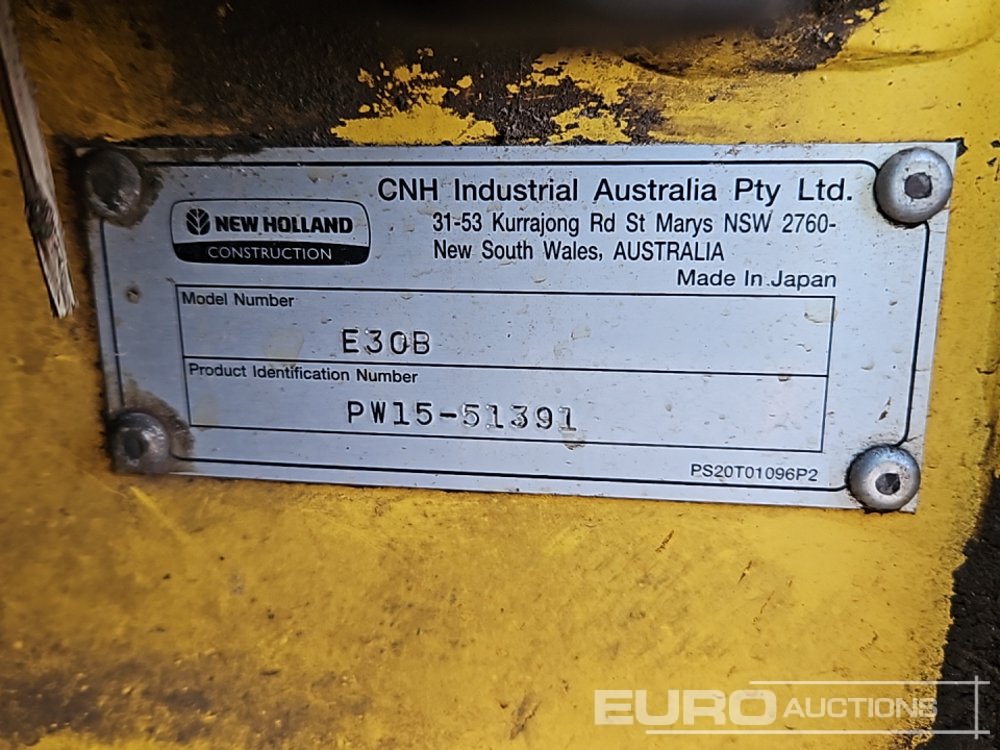 CNH Industrial Australia Pty Ltd.
NEW HOLLAND
CONSTRUCTION
31-53 Kurrajong Rd St Marys NSW 2760-
New South Wales, AUSTRALIA
Made In Japan
Model Number
E30B
Product Identification Number
PW15-51391
PS20T01096P2
EURO AUCTIONS